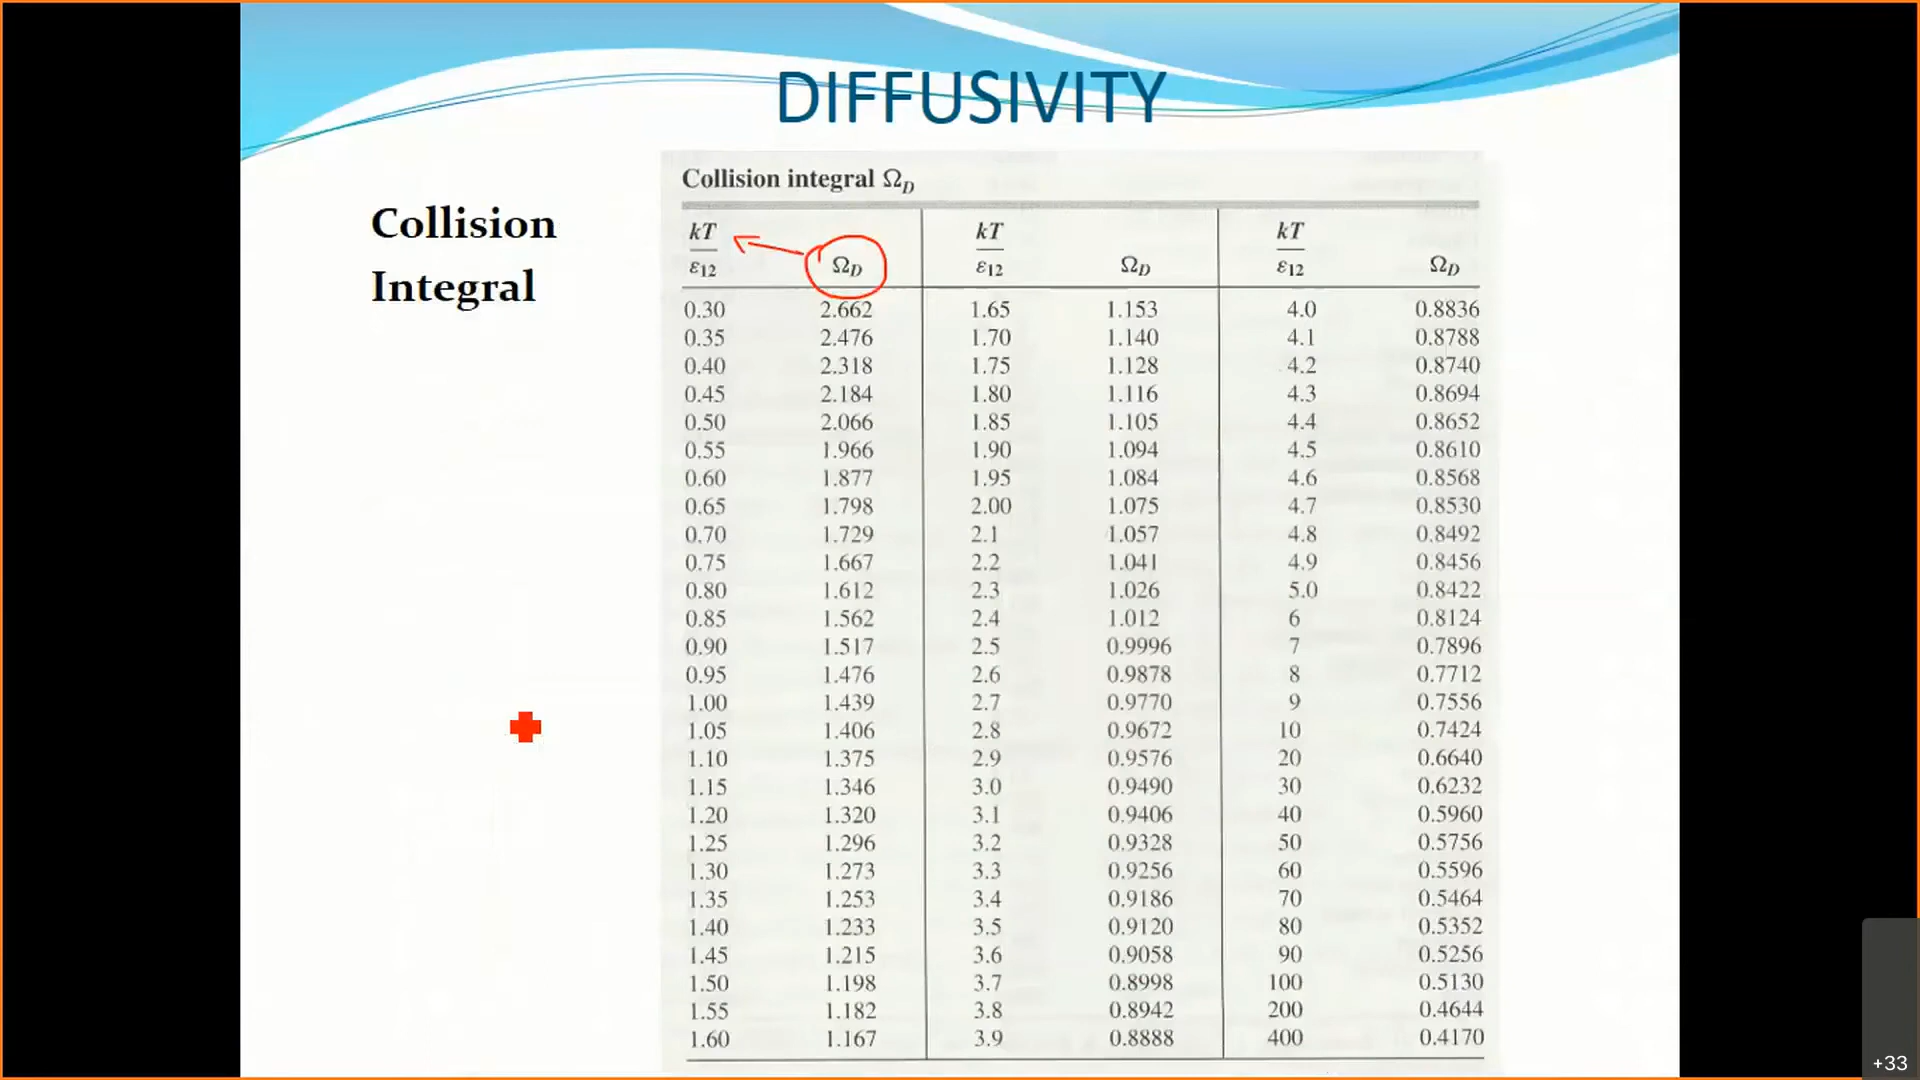 DIFFUSIVITY
Collision
Integral
Collision integral Ω_D
kT/ε12 Ω_D kT/ε12 Ω_D kT/ε12 Ω_D
0.30 2.662 1.65 1.153 4.0 0.8836
0.35 2.476 1.70 1.140 4.1 0.8788
0.40 2.318 1.75 1.128 4.2 0.8740
0.45 2.184 1.80 1.116 4.3 0.8694
0.50 2.066 1.85 1.105 4.4 0.8652
0.55 1.966 1.90 1.094 4.5 0.8610
0.60 1.877 1.95 1.084 4.6 0.8568
0.65 1.798 2.00 1.075 4.7 0.8530
0.70 1.729 2.1 1.057 4.8 0.8492
0.75 1.667 2.2 1.041 4.9 0.8456
0.80 1.612 2.3 1.026 5.0 0.8422
0.85 1.562 2.4 1.012 6 0.8124
0.90 1.517 2.5 0.9996 7 0.7896
0.95 1.476 2.6 0.9878 8 0.7712
1.00 1.439 2.7 0.9770 9 0.7556
1.05 1.406 2.8 0.9672 10 0.7424
1.10 1.375 2.9 0.9576 20 0.6640
1.15 1.346 3.0 0.9490 30 0.6232
1.20 1.320 3.1 0.9406 40 0.5960
1.25 1.296 3.2 0.9328 50 0.5756
1.30 1.273 3.3 0.9256 60 0.5596
1.35 1.253 3.4 0.9186 70 0.5464
1.40 1.233 3.5 0.9120 80 0.5352
1.45 1.215 3.6 0.9058 90 0.5256
1.50 1.198 3.7 0.8998 100 0.5130
1.55 1.182 3.8 0.8942 200 0.4644
1.60 1.167 3.9 0.8888 400 0.4170
+33